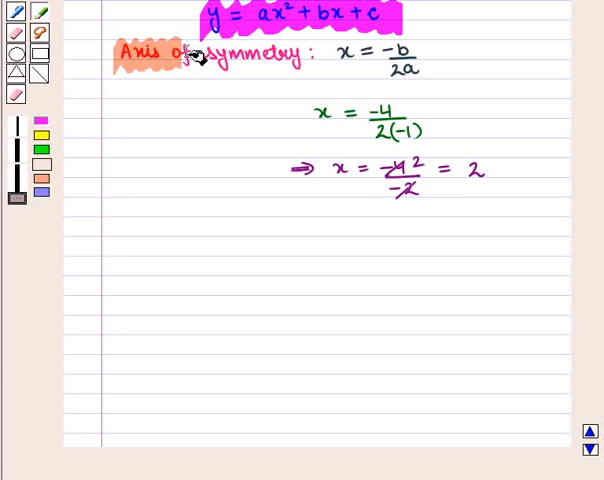 y = ax² + bx + c
Axis of symmetry : x = -b/2a
x = -4/2(-1)
⇒ x = -4 2/-2 = 2